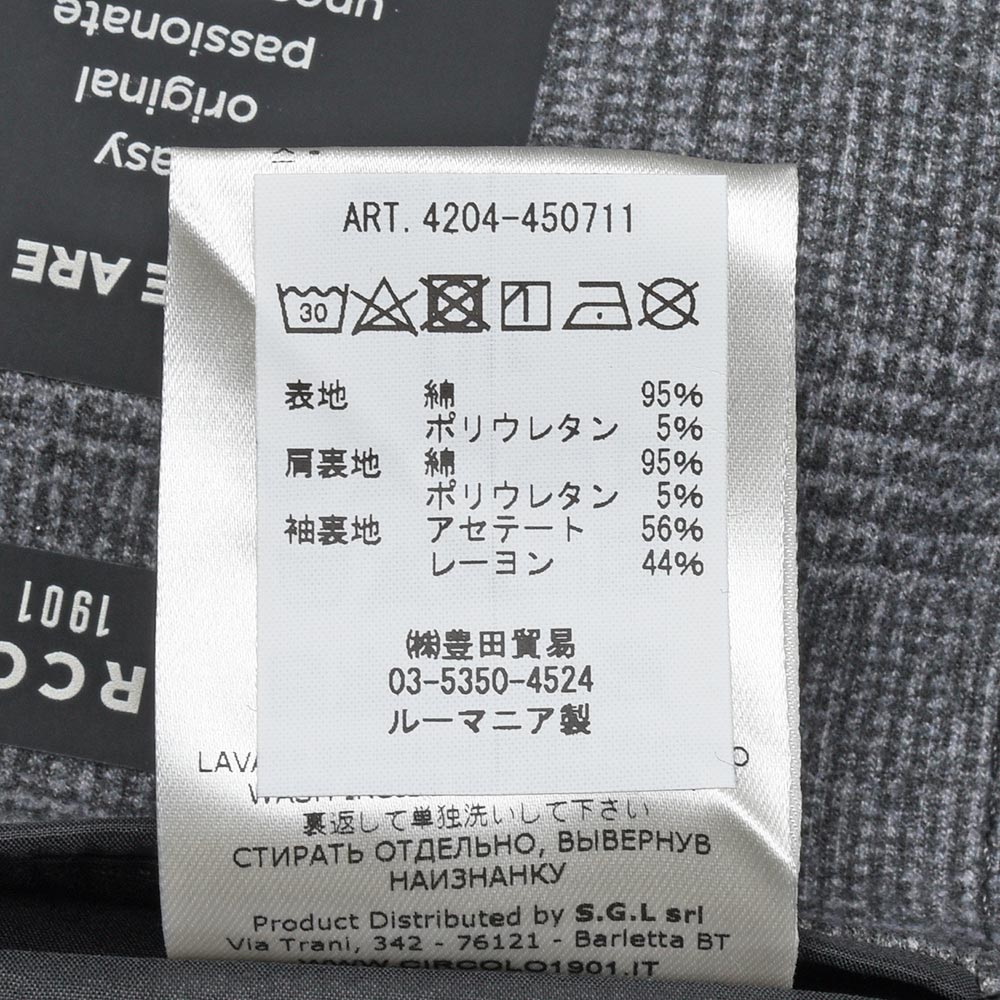 passionate
original
ARE
1901
ART. 4204-450711
30
表地 綿 95%
ポリウレタン 5%
肩裏地 綿 95%
ポリウレタン 5%
袖裏地 アセテート 56%
レーヨン 44%
㈱豊田貿易
03-5350-4524
ルーマニア製
裏返して単独洗いして下さい
СТИРАТЬ ОТДЕЛЬНО, ВЫВЕРНУВ
НАИЗНАНКУ
Product Distributed by S.G.L srl
Via Trani, 342 - 76121 - Barletta BT
WWW.CIRCOLO1901.IT